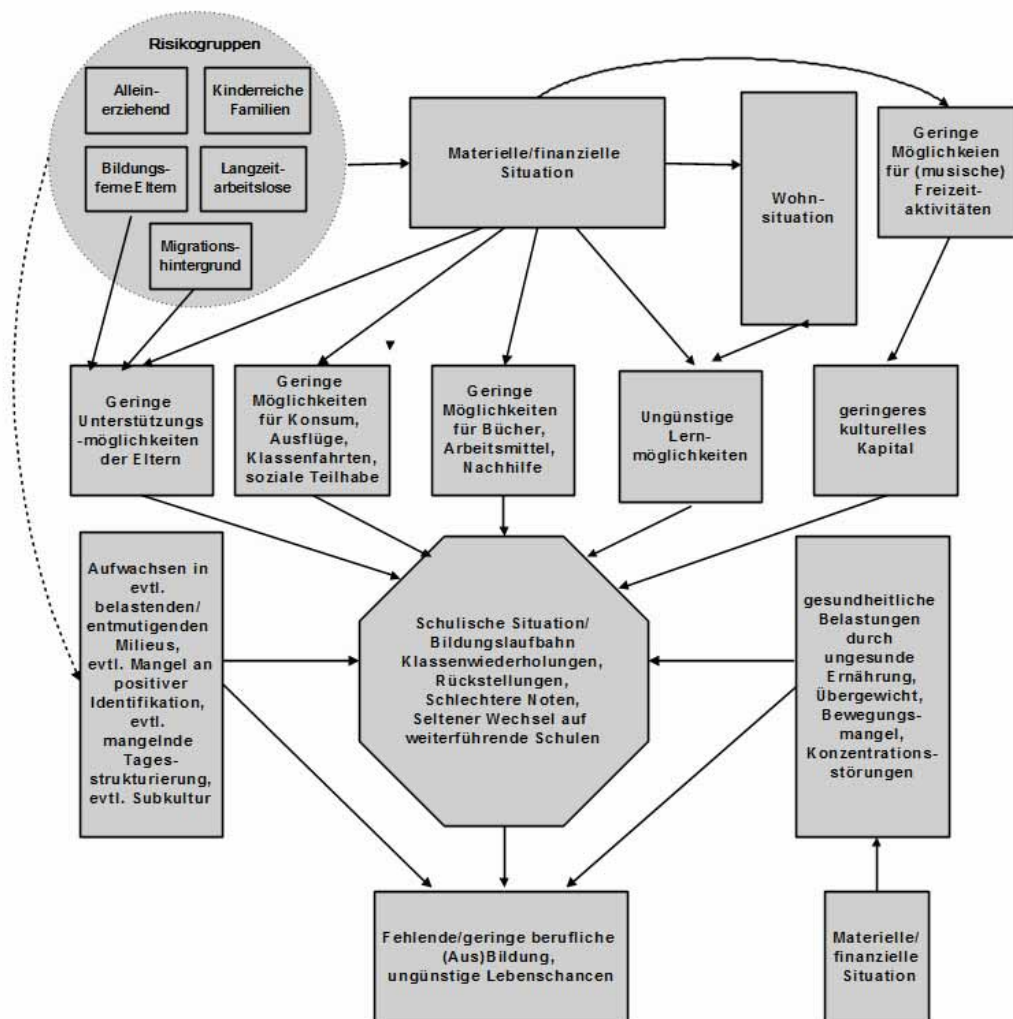 Risikogruppen
Allein-
erziehend
Kinderreiche
Familien
Bildungs-
ferne Eltern
Langzeit-
arbeitslose
Migrations-
hintergrund
Materielle/finanzielle
Situation
Wohn-
situation
Geringe
Möglichkeien
für (musische)
Freizeit-
aktivitäten
Geringe
Unterstützungs
-möglichkeiten
der Eltern
Geringe
Möglichkeiten
für Konsum,
Ausflüge,
Klassenfahrten,
soziale Teilhabe
Geringe
Möglichkeiten
für Bücher,
Arbeitsmittel,
Nachhilfe
Ungünstige
Lern-
möglichkeiten
geringeres
kulturelles
Kapital
Aufwachsen in
evtl.
belastenden/
entmutigenden
Milieus,
evtl. Mangel an
positiver
Identifikation,
evtl.
mangelnde
Tages-
strukturierung,
evtl. Subkultur
Schulische Situation/
Bildungslaufbahn
Klassenwiederholungen,
Rückstellungen,
Schlechtere Noten,
Seltener Wechsel auf
weiterführende Schulen
gesundheitliche
Belastungen
durch
ungesunde
Ernährung,
Übergewicht,
Bewegungs-
mangel,
Konzentrations-
störungen
Fehlende/geringe berufliche
(Aus)Bildung,
ungünstige Lebenschancen
Materielle/
finanzielle
Situation